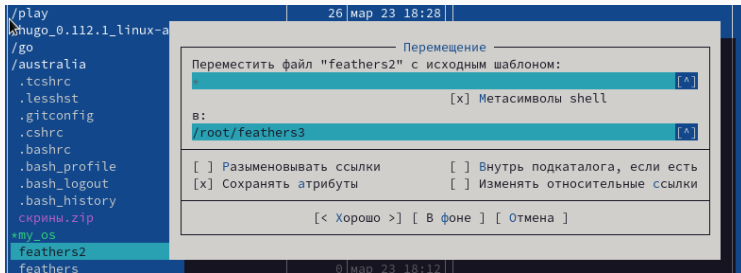 /play 26 мар 23 18:28
hugo_0.112.1_linux-a
/go
/australia
.tcshrc
.lesshst
.gitconfig
.cshrc
.bashrc
.bash_profile
.bash_logout
.bash_history
скрины.zip
*my_os
feathers2
feathers 0 мар 23 18:12
Перемещение
Переместить файл "feathers2" с исходным шаблоном:
* [^]
[x] Метасимволы shell
в:
/root/feathers3 [^]
[ ] Разыменовывать ссылки [ ] Внутрь подкаталога, если есть
[x] Сохранять атрибуты [ ] Изменять относительные ссылки
[< Хорошо >] [ В фоне ] [ Отмена ]